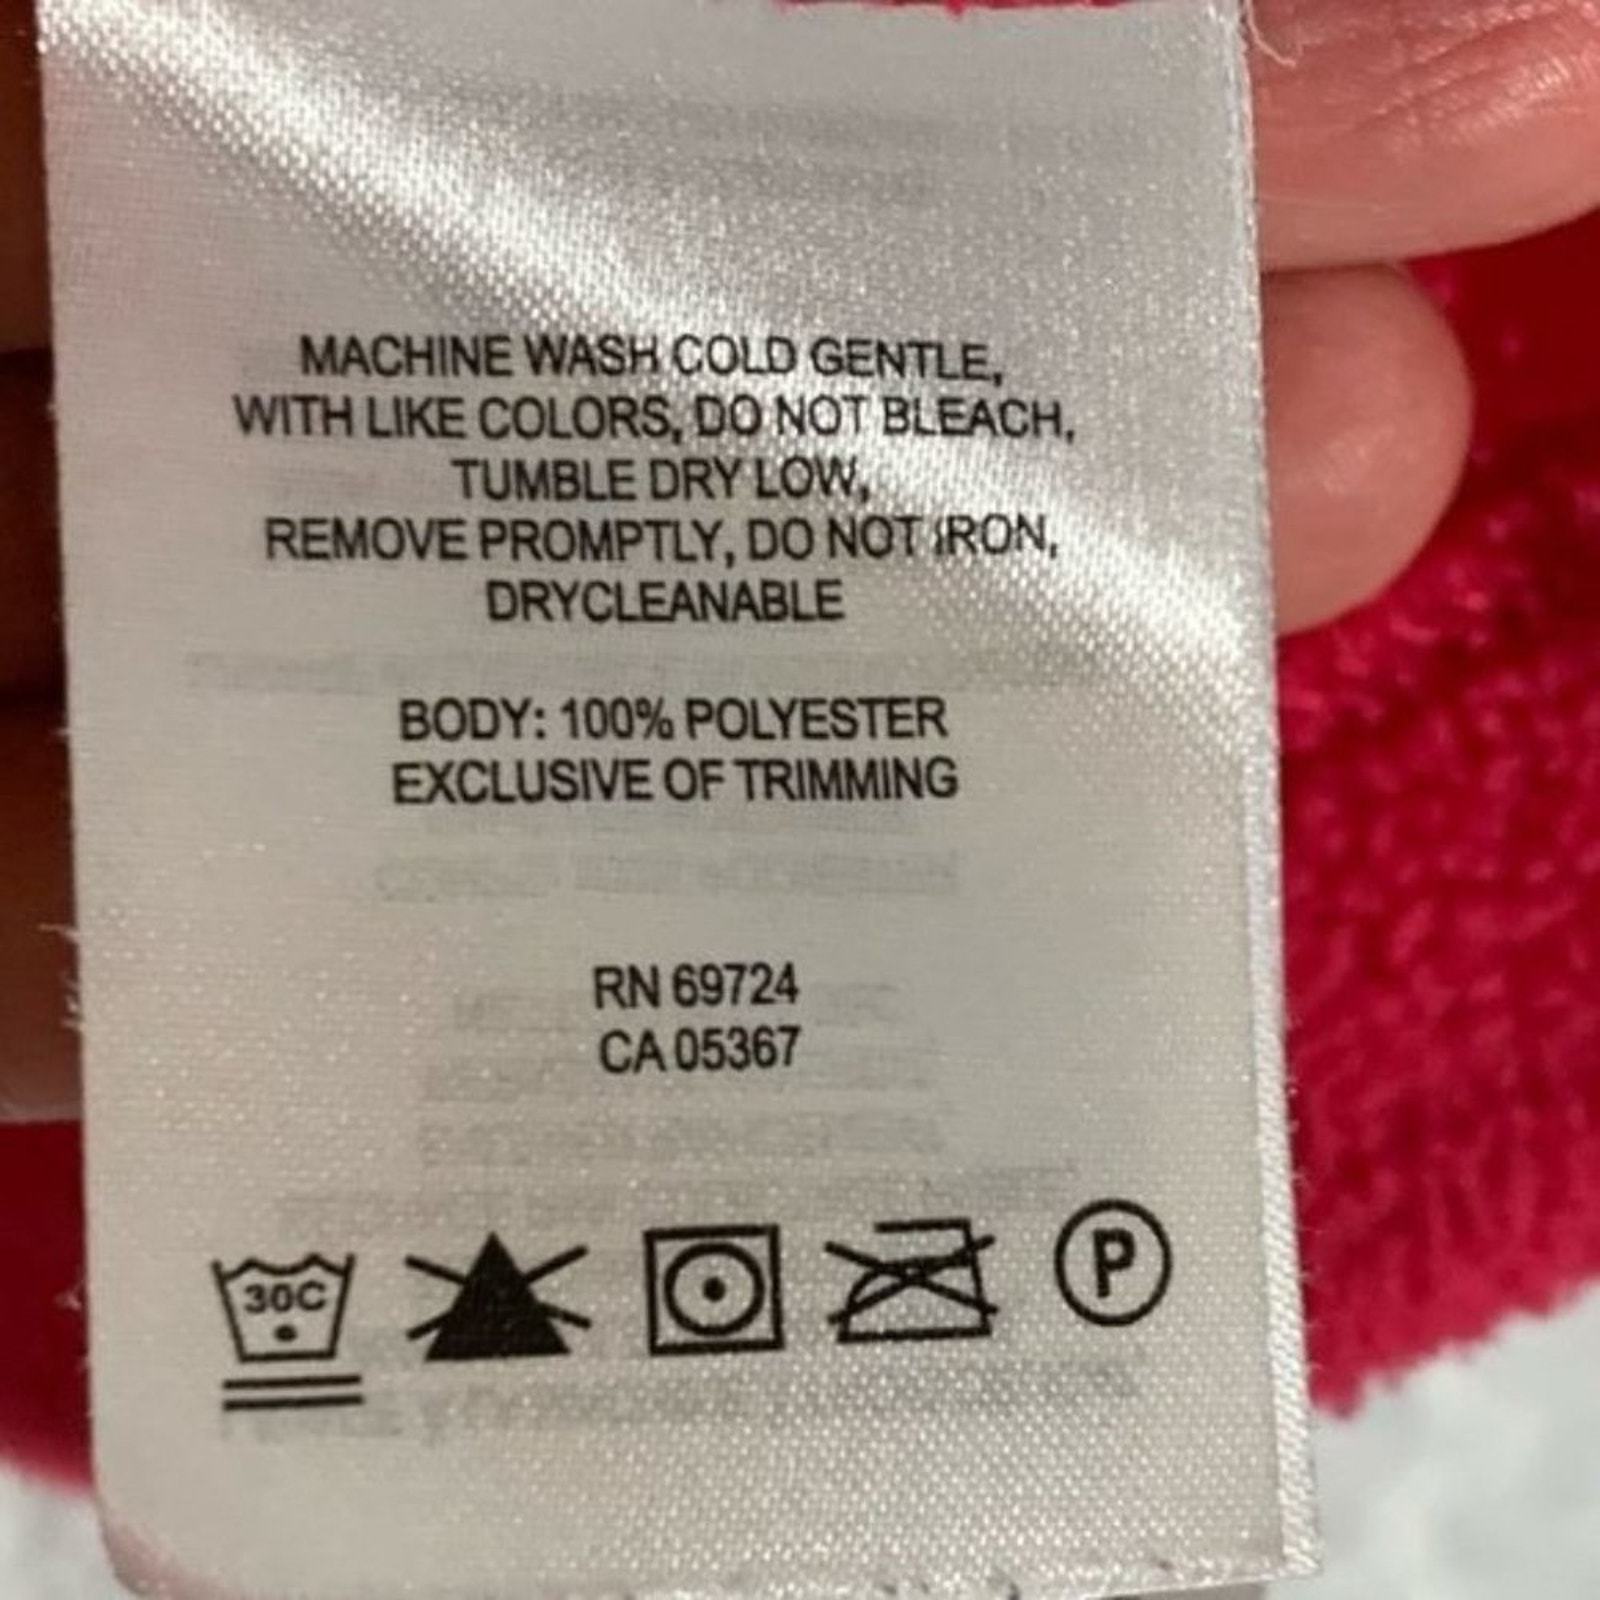 MACHINE WASH COLD GENTLE,
WITH LIKE COLORS, DO NOT BLEACH,
TUMBLE DRY LOW,
REMOVE PROMPTLY, DO NOT IRON,
DRYCLEANABLE
BODY: 100% POLYESTER
EXCLUSIVE OF TRIMMING
RN 69724
CA 05367
30C P